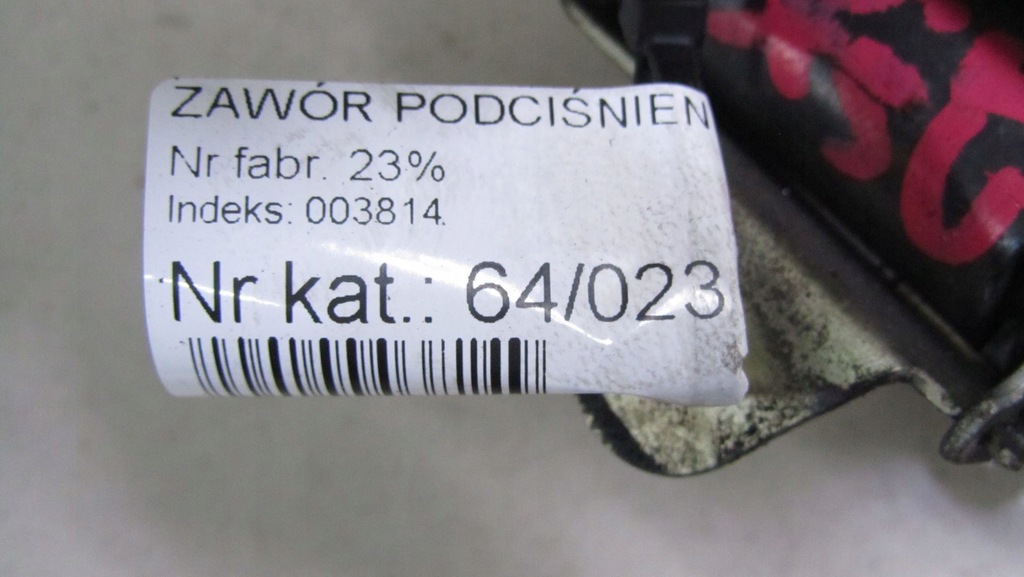 ZAWÓR PODCIŚNIEN
Nr fabr. 23%
Indeks: 003814.
Nr kat.: 64/023